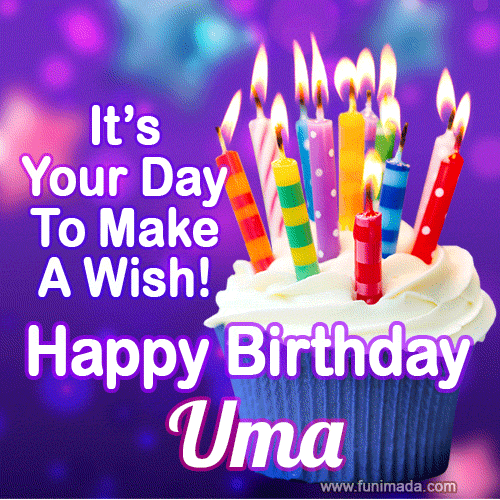 It’s
Your Day
To Make
A Wish!
Happy Birthday
Uma
www.funimada.com